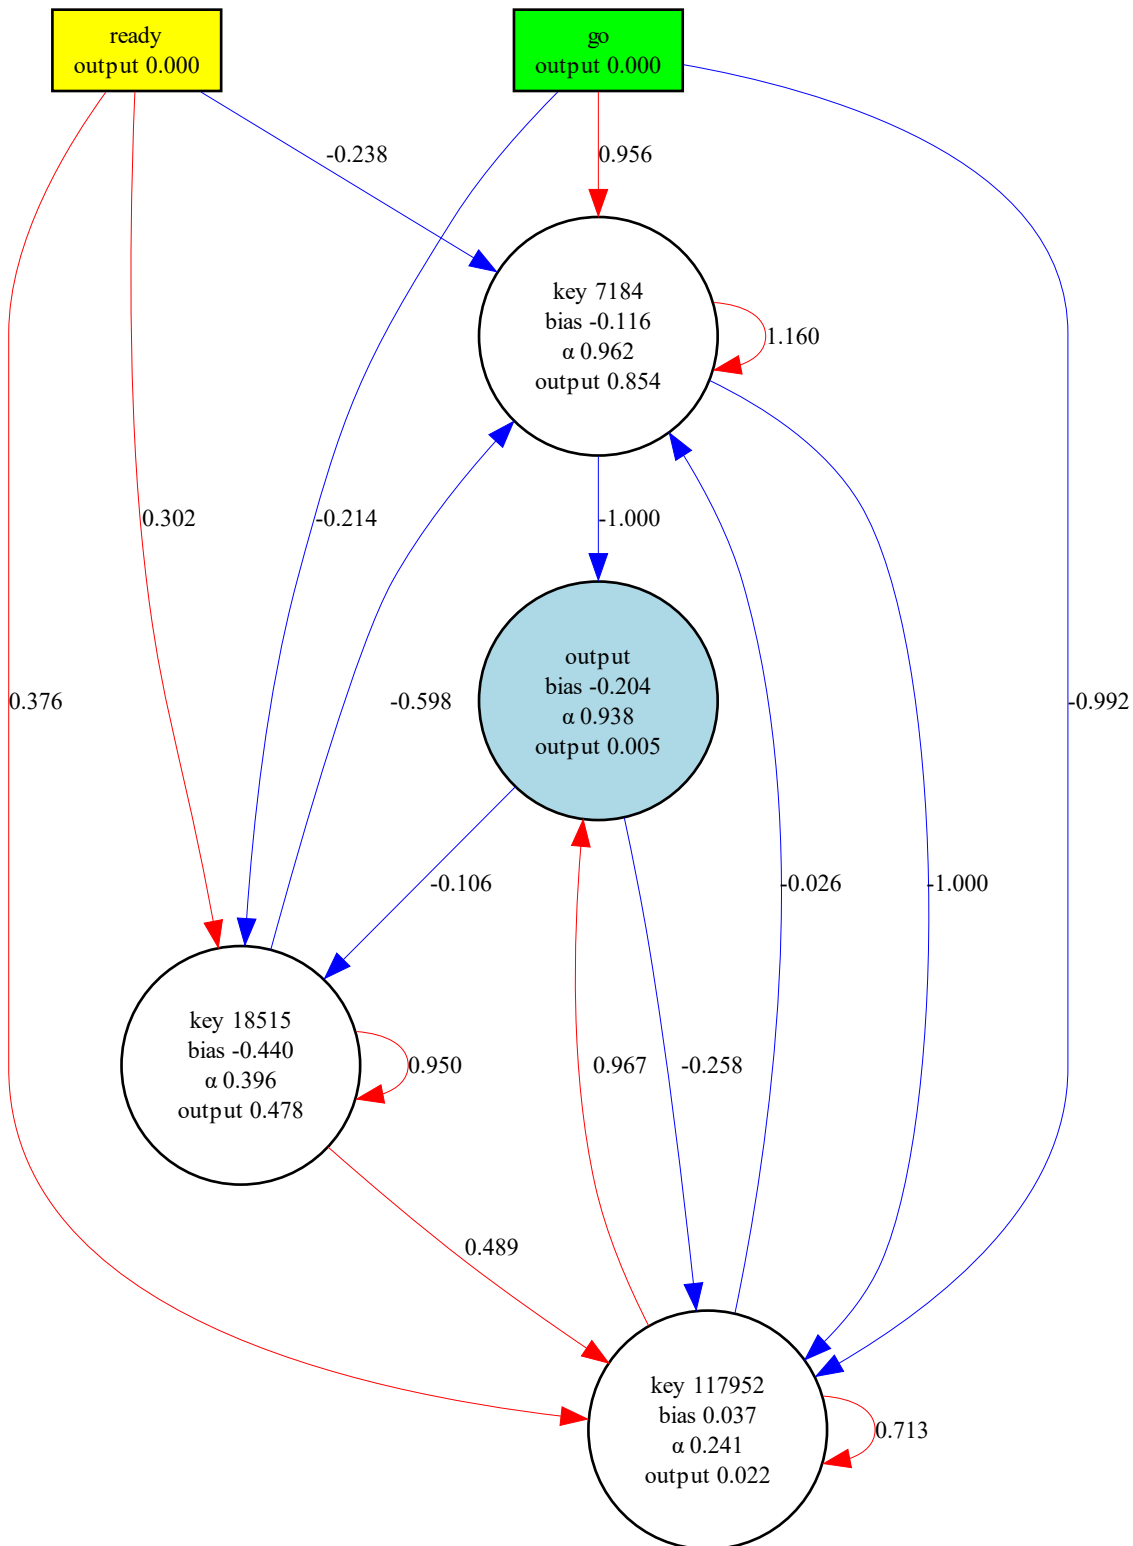 ready
output 0.000
go
output 0.000
-0.238
0.956
key 7184
bias -0.116
α 0.962
output 0.854
1.160
0.302
-0.214
-1.000
output
bias -0.204
α 0.938
output 0.005
0.376
-0.598
-0.992
-0.106
-0.026
-1.000
key 18515
bias -0.440
α 0.396
output 0.478
0.950
0.967
-0.258
0.489
key 117952
bias 0.037
α 0.241
output 0.022
0.713